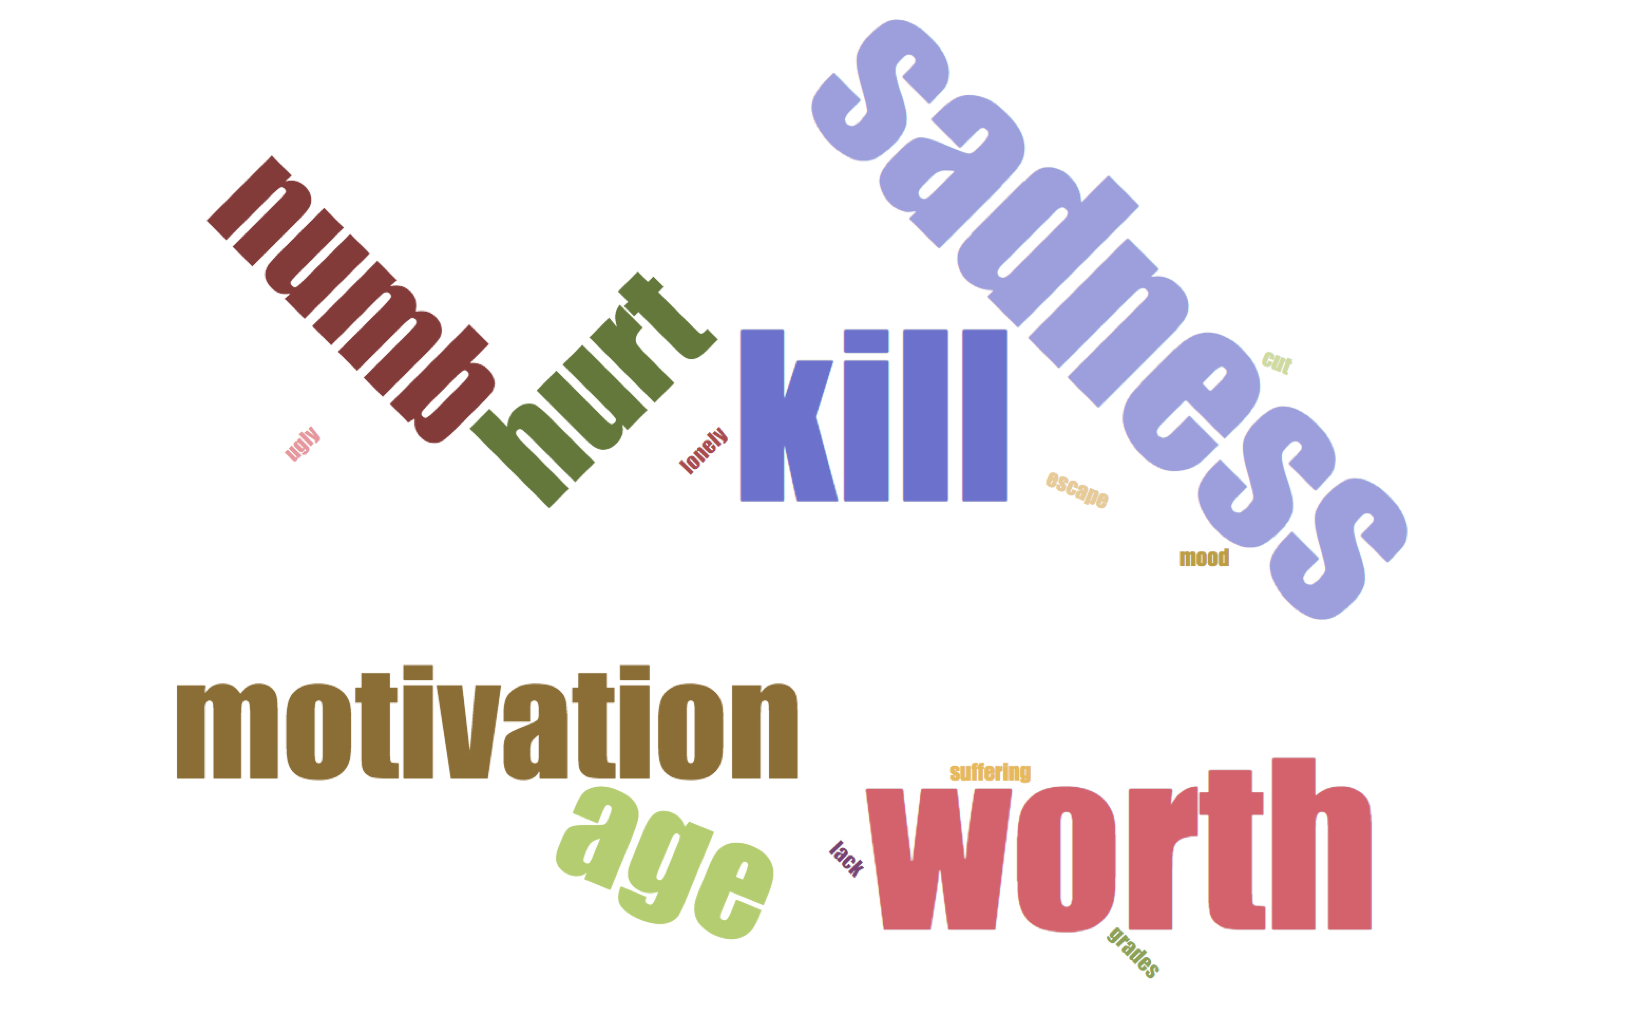 sadness
numb
hurt
kill
cut
ugly
lonely
escape
mood
motivation
suffering
age
worth
lack
grades